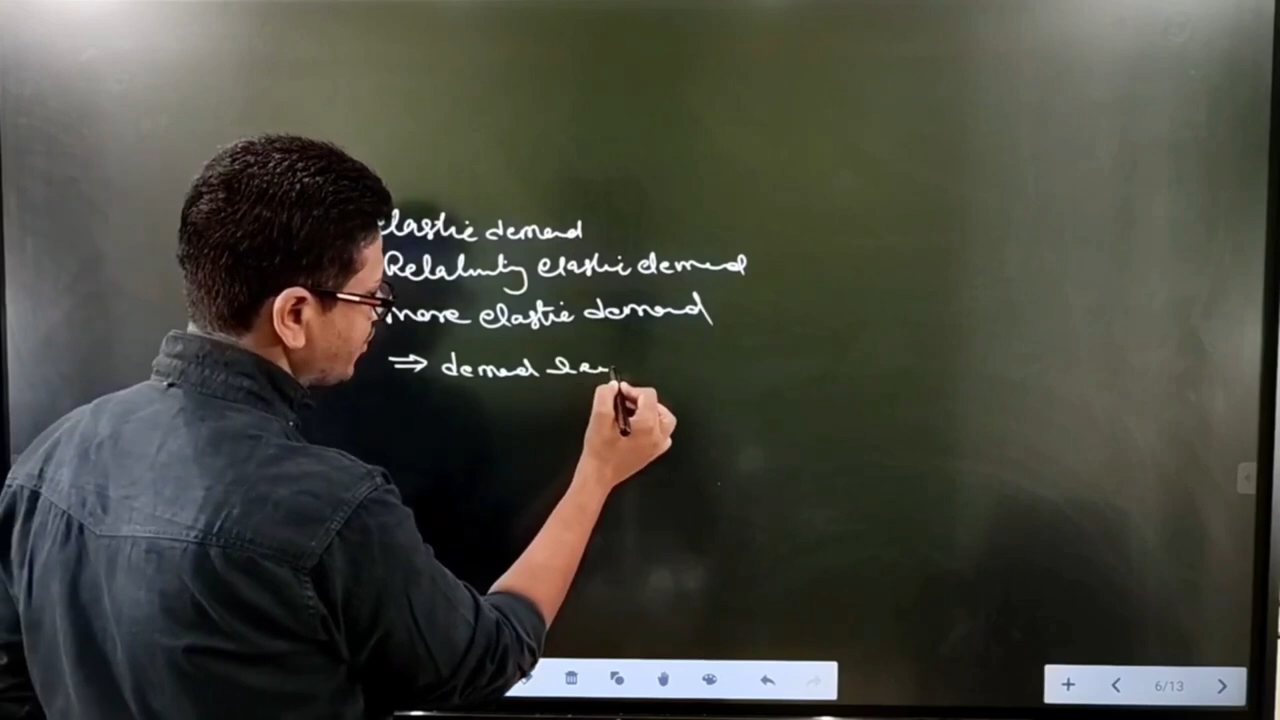 elastic demand
Relatively elastic demand
more elastic demand
⇒ demand
6/13